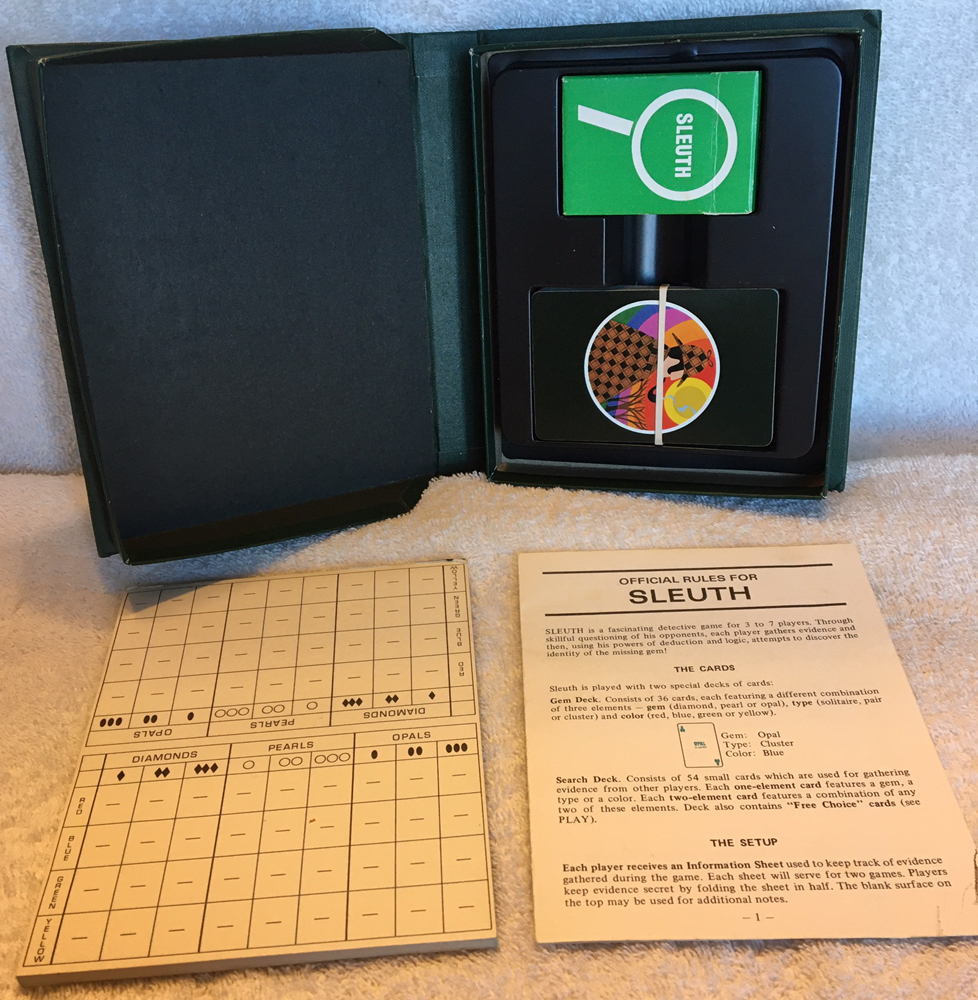 SLEUTH
YELLOW
GREEN
BLUE
RED
OPALS
PEARLS
DIAMONDS
DIAMONDS
PEARLS
OPALS
RED
BLUE
GREEN
YELLOW
OFFICIAL RULES FOR
SLEUTH
SLEUTH is a fascinating detective game for 3 to 7 players. Through
skillful questioning of his opponents, each player gathers evidence and
then, using his powers of deduction and logic, attempts to discover the
identity of the missing gem!
THE CARDS
Sleuth is played with two special decks of cards:
Gem Deck. Consists of 36 cards, each featuring a different combination
of three elements — gem (diamond, pearl or opal), type (solitaire, pair
or cluster) and color (red, blue, green or yellow).
OPAL
Gem: Opal
Type: Cluster
Color: Blue
Search Deck. Consists of 54 small cards which are used for gathering
evidence from other players. Each one-element card features a gem, a
type or a color. Each two-element card features a combination of any
two of these elements. Deck also contains "Free Choice" cards (see
PLAY).
THE SETUP
Each player receives an Information Sheet used to keep track of evidence
gathered during the game. Each sheet will serve for two games. Players
keep evidence secret by folding the sheet in half. The blank surface on
the top may be used for additional notes.
— 1 —